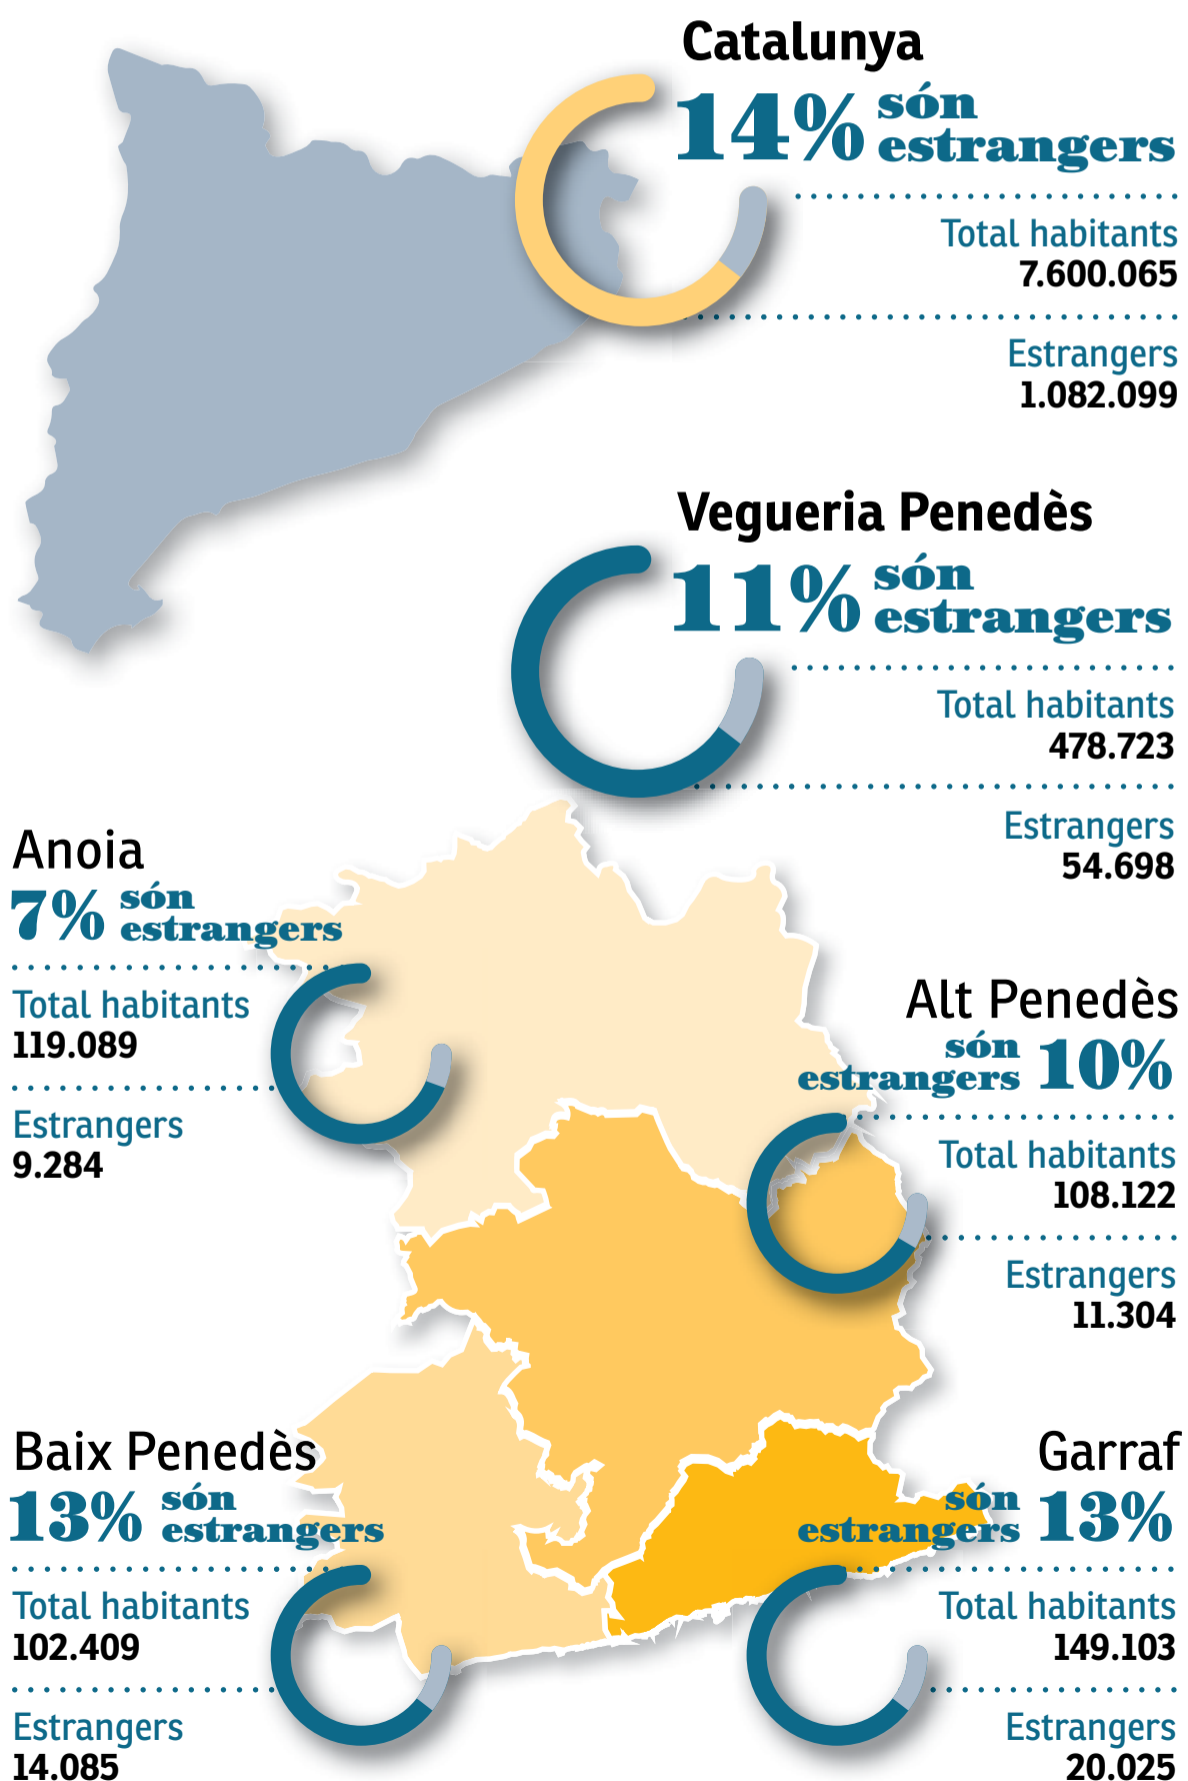 Catalunya
14% són
estrangers
Total habitants
7.600.065
Estrangers
1.082.099
Vegueria Penedès
11% són
estrangers
Total habitants
478.723
Estrangers
54.698
Anoia
7% són
estrangers
Total habitants
119.089
Estrangers
9.284
Alt Penedès
són
estrangers 10%
Total habitants
108.122
Estrangers
11.304
Baix Penedès
13% són
estrangers
Total habitants
102.409
Estrangers
14.085
Garraf
són
estrangers 13%
Total habitants
149.103
Estrangers
20.025